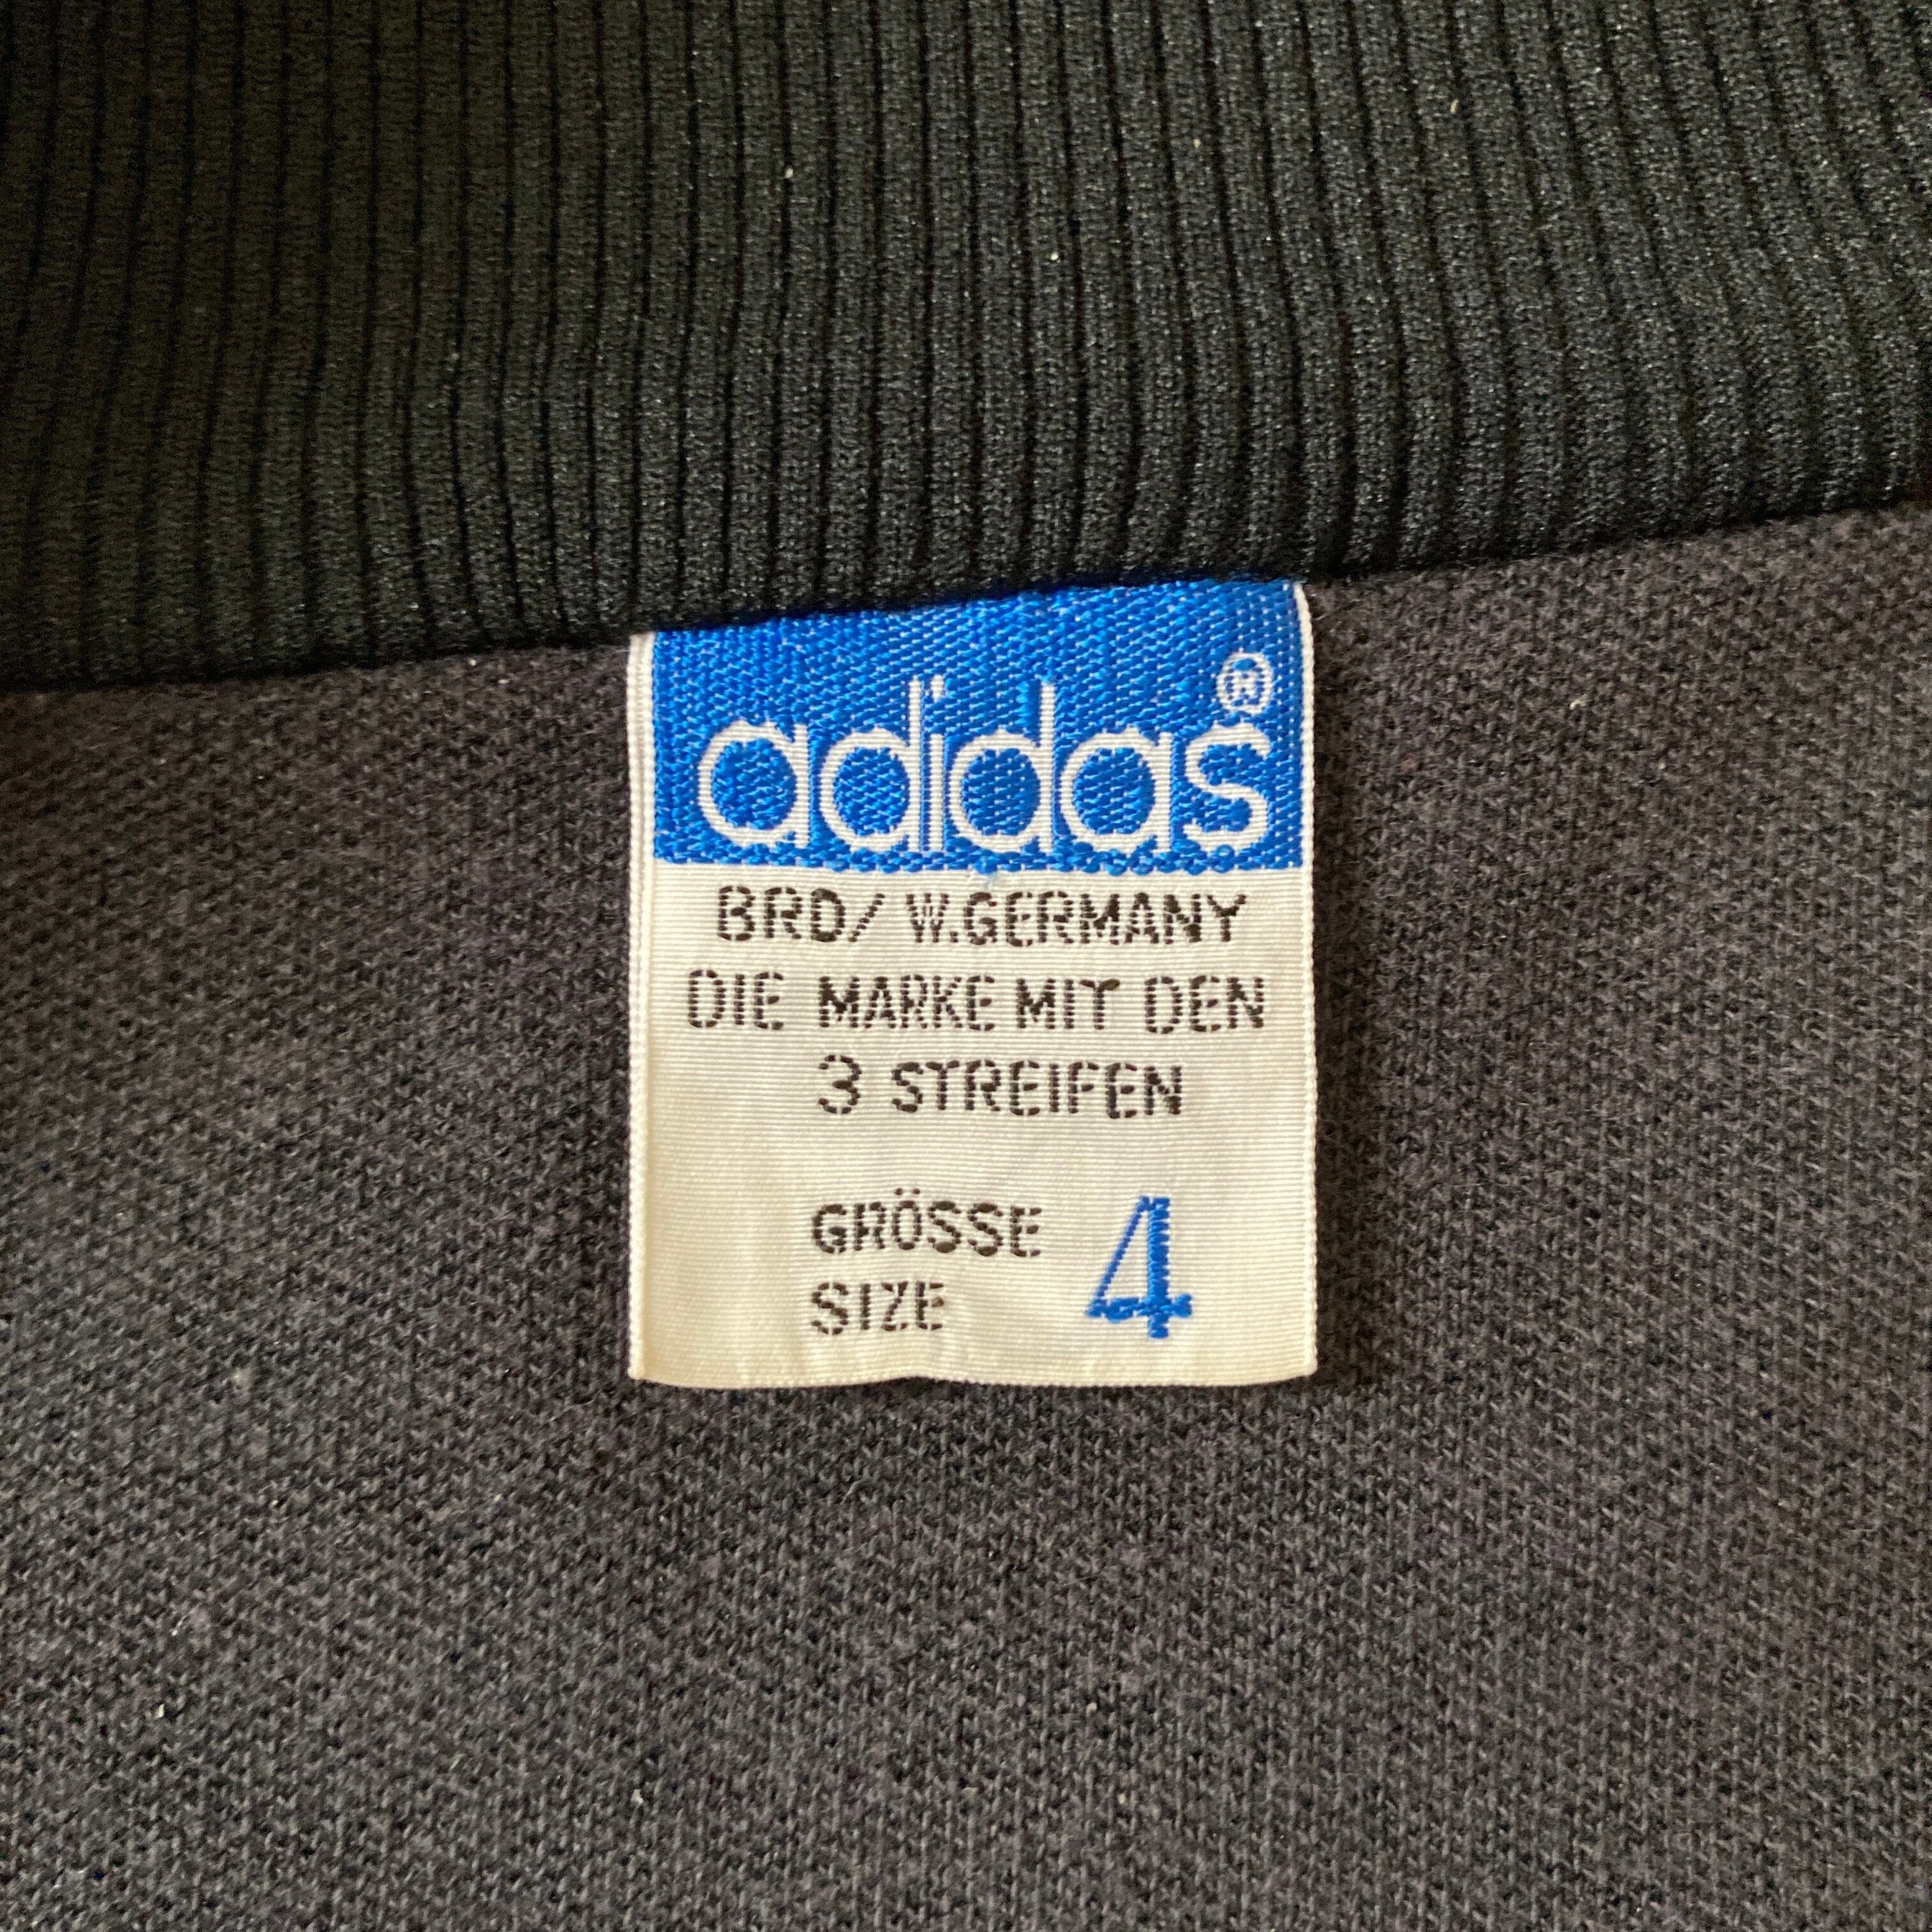 adidas®
BRD/ W.GERMANY
DIE MARKE MIT DEN
3 STREIFEN
GRÖSSE
SIZE 4